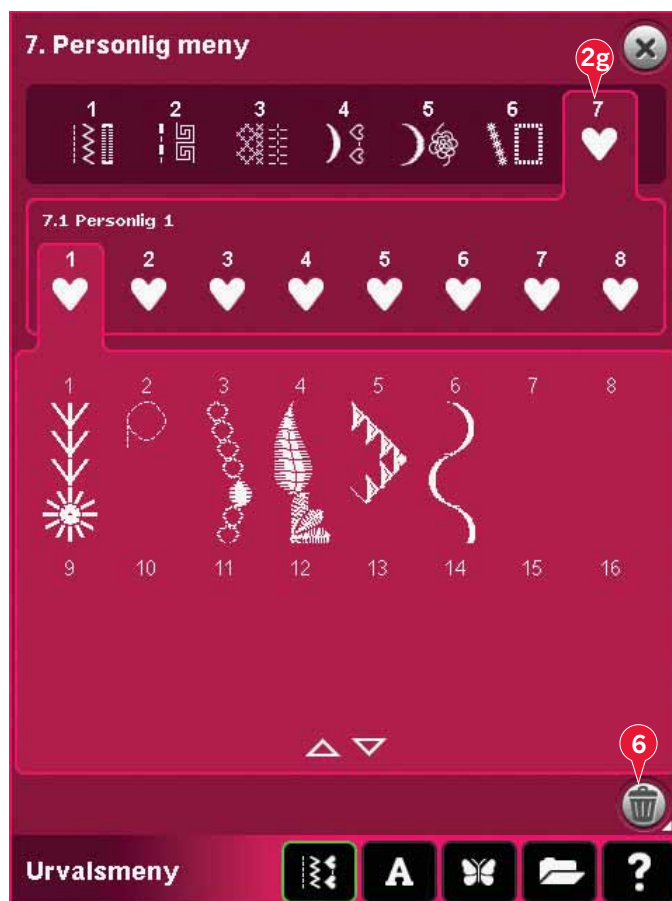 7. Personlig meny
2g
1 2 3 4 5 6 7
7.1 Personlig 1
1 2 3 4 5 6 7 8
1 2 3 4 5 6 7 8
9 10 11 12 13 14 15 16
6
Urvalsmeny A ?